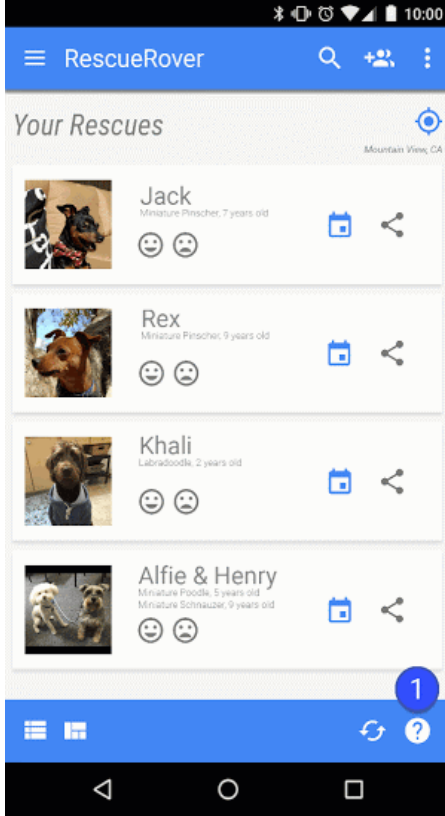 10:00
RescueRover
Your Rescues
Mountain View, CA
Jack
Miniature Pinscher, 7 years old
Rex
Miniature Pinscher, 9 years old
Khali
Labradoodle, 2 years old
Alfie & Henry
Miniature Poodle, 5 years old
Miniature Schnauzer, 9 years old
1